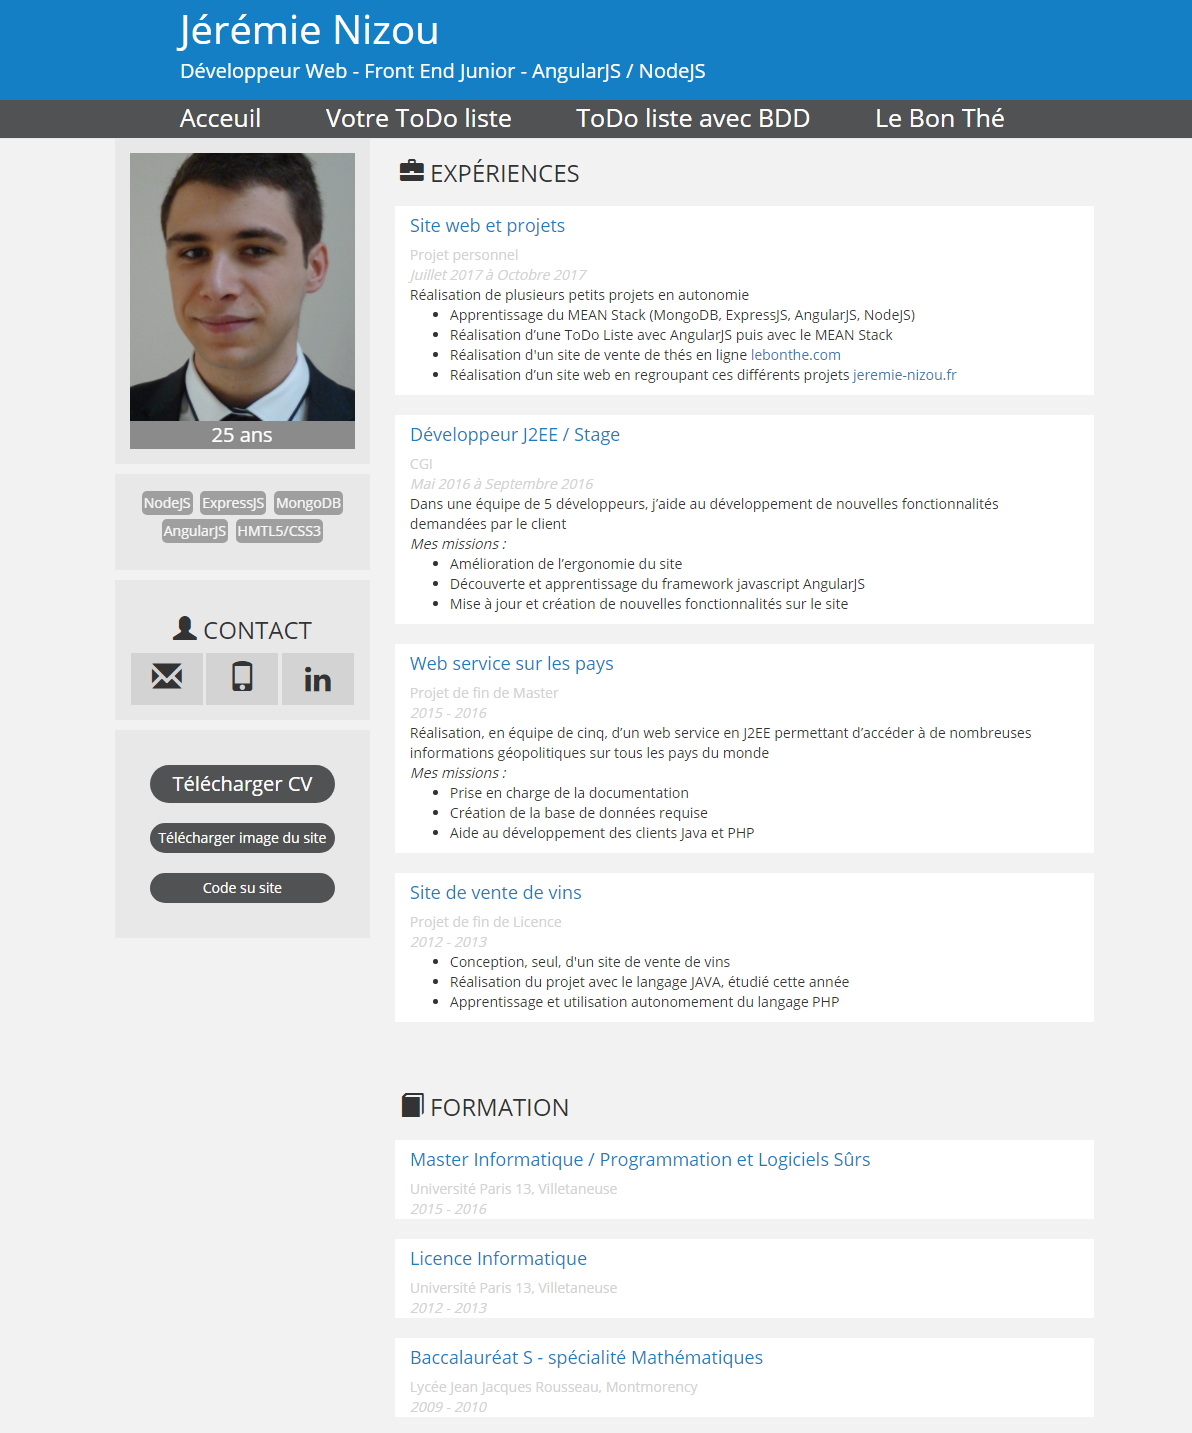 Jérémie Nizou
Développeur Web - Front End Junior - AngularJS / NodeJS
Acceuil Votre ToDo liste ToDo liste avec BDD Le Bon Thé
25 ans
NodeJS ExpressJS MongoDB
AngularJS HMTL5/CSS3
CONTACT
in
Télécharger CV
Télécharger image du site
Code su site
EXPÉRIENCES
Site web et projets
Projet personnel
Juillet 2017 à Octobre 2017
Réalisation de plusieurs petits projets en autonomie
Apprentissage du MEAN Stack (MongoDB, ExpressJS, AngularJS, NodeJS)
Réalisation d’une ToDo Liste avec AngularJS puis avec le MEAN Stack
Réalisation d'un site de vente de thés en ligne lebonthe.com
Réalisation d’un site web en regroupant ces différents projets jeremie-nizou.fr
Développeur J2EE / Stage
CGI
Mai 2016 à Septembre 2016
Dans une équipe de 5 développeurs, j’aide au développement de nouvelles fonctionnalités
demandées par le client
Mes missions :
Amélioration de l’ergonomie du site
Découverte et apprentissage du framework javascript AngularJS
Mise à jour et création de nouvelles fonctionnalités sur le site
Web service sur les pays
Projet de fin de Master
2015 - 2016
Réalisation, en équipe de cinq, d’un web service en J2EE permettant d’accéder à de nombreuses
informations géopolitiques sur tous les pays du monde
Mes missions :
Prise en charge de la documentation
Création de la base de données requise
Aide au développement des clients Java et PHP
Site de vente de vins
Projet de fin de Licence
2012 - 2013
Conception, seul, d'un site de vente de vins
Réalisation du projet avec le langage JAVA, étudié cette année
Apprentissage et utilisation autonomement du langage PHP
FORMATION
Master Informatique / Programmation et Logiciels Sûrs
Université Paris 13, Villetaneuse
2015 - 2016
Licence Informatique
Université Paris 13, Villetaneuse
2012 - 2013
Baccalauréat S - spécialité Mathématiques
Lycée Jean Jacques Rousseau, Montmorency
2009 - 2010